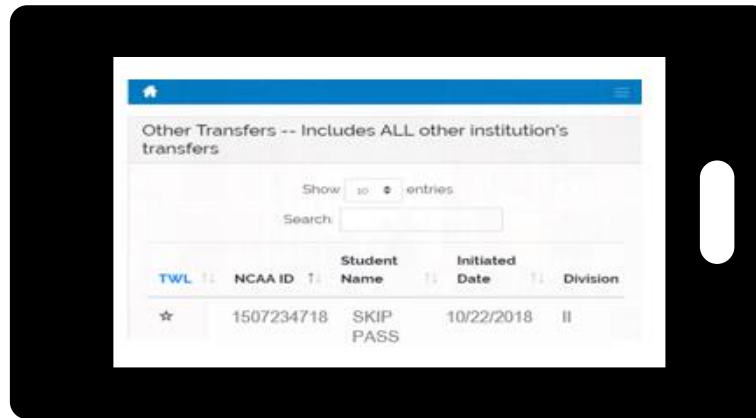 Other Transfers -- Includes ALL other institution's
transfers
Show 10 entries
Search:
TWL NCAA ID Student Name Initiated Date Division
1507234718 SKIP PASS 10/22/2018 II